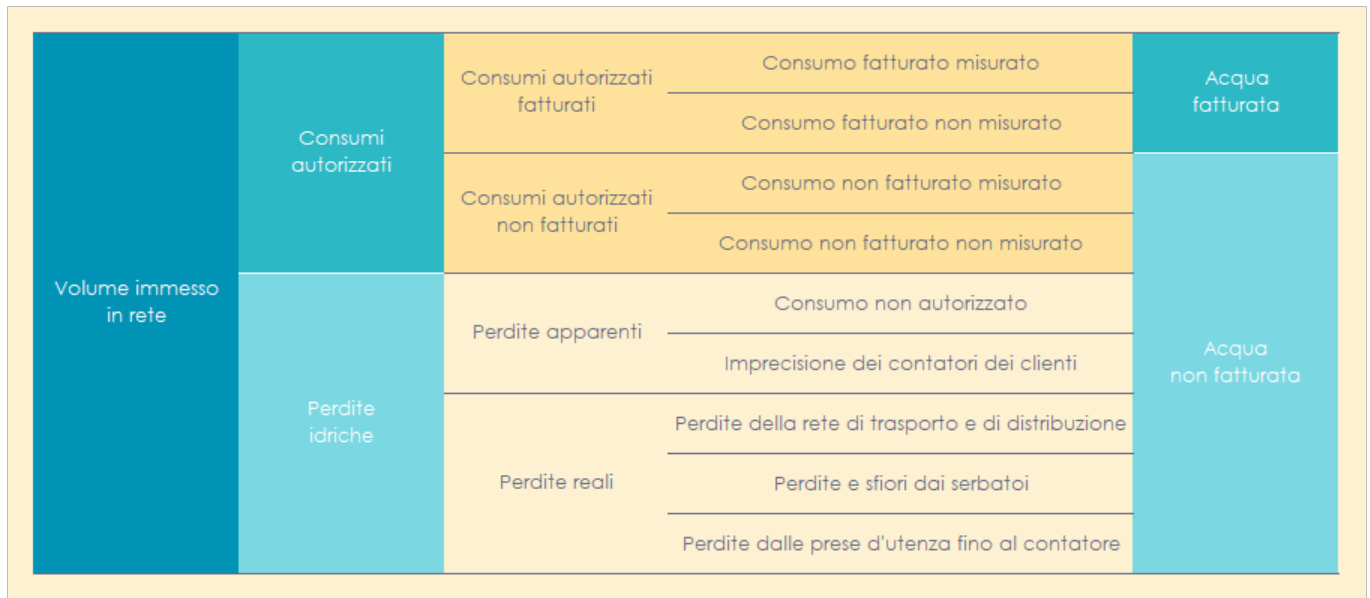 Consumi autorizzati
fatturati
Consumo fatturato misurato
Acqua
fatturata
Consumo fatturato non misurato
Consumi
autorizzati
Consumi autorizzati
non fatturati
Consumo non fatturato misurato
Consumo non fatturato non misurato
Volume immesso
in rete
Perdite apparenti
Consumo non autorizzato
Imprecisione dei contatori dei clienti
Acqua
non fatturata
Perdite
idriche
Perdite della rete di trasporto e di distribuzione
Perdite reali
Perdite e sfiori dai serbatoi
Perdite dalle prese d'utenza fino al contatore